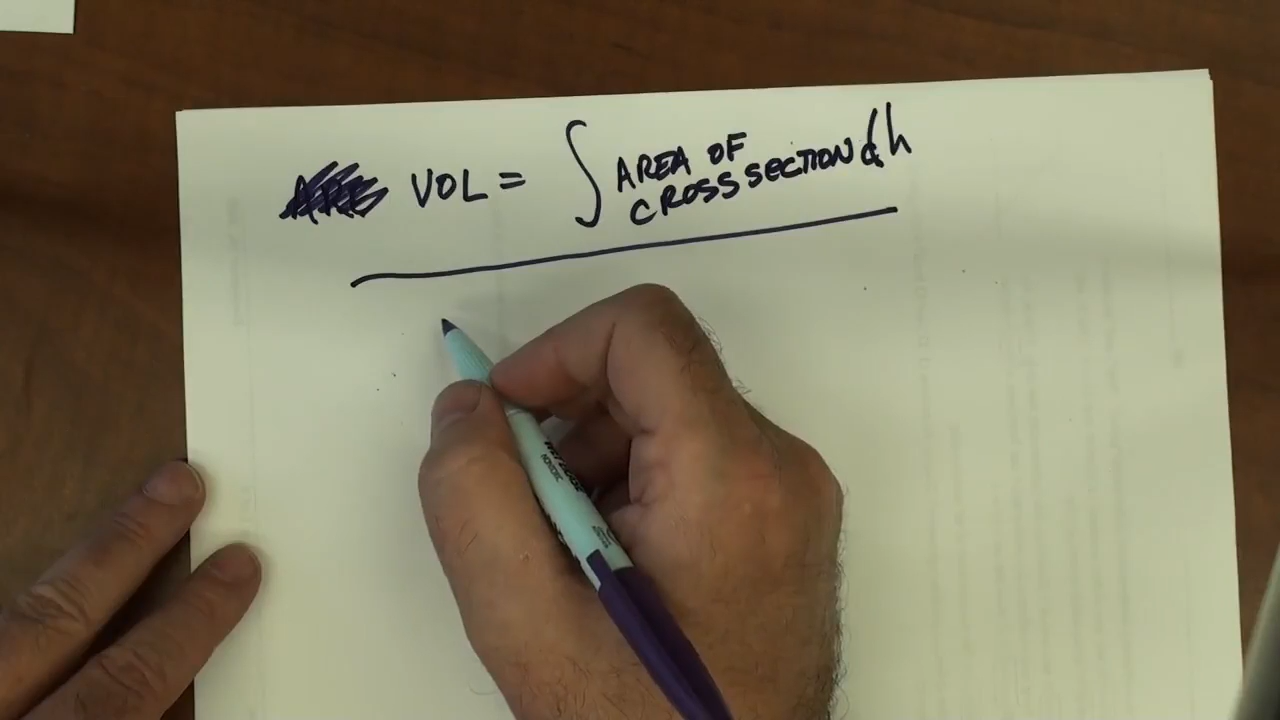 VOL = ∫ AREA OF
CROSS SECTION dh